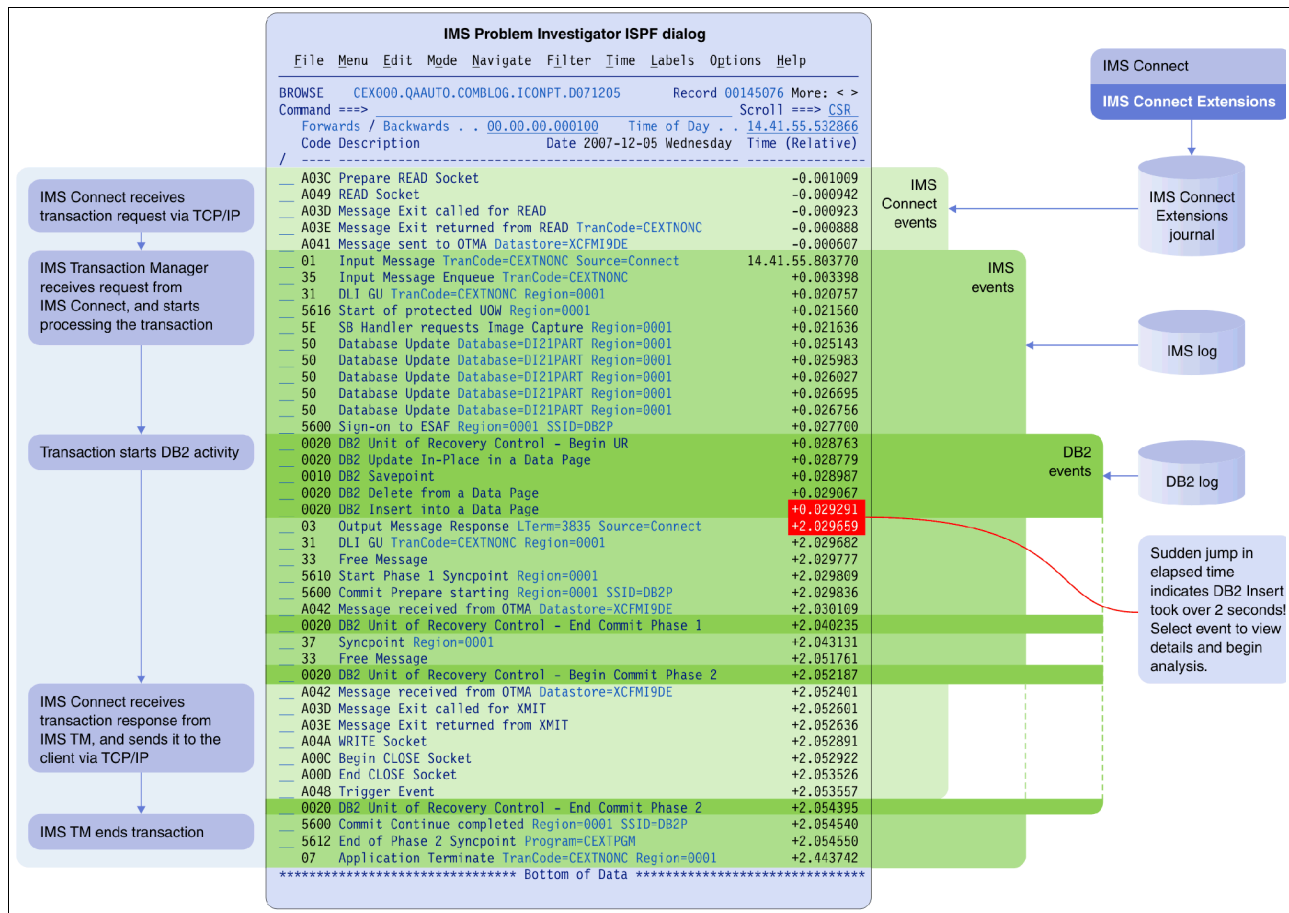 IMS Problem Investigator ISPF dialog
File Menu Edit Mode Navigate Filter Time Labels Options Help
BROWSE CEX000.QAAUTO.COMBLOG.ICONPT.D071205 Record 00145076 More: < >
Command ===> Scroll ===> CSR
Forwards / Backwards . . 00.00.00.000100 Time of Day . . 14.41.55.532866
Code Description Date 2007-12-05 Wednesday Time (Relative)
/ ---- ------------------------------------------------------ ----------------
__ A03C Prepare READ Socket -0.001009
__ A049 READ Socket -0.000942
__ A03D Message Exit called for READ -0.000923
__ A03E Message Exit returned from READ TranCode=CEXTNONC -0.000888
__ A041 Message sent to OTMA Datastore=XCFMI9DE -0.000607
__ 01 Input Message TranCode=CEXTNONC Source=Connect 14.41.55.803770
__ 35 Input Message Enqueue TranCode=CEXTNONC +0.003398
__ 31 DLI GU TranCode=CEXTNONC Region=0001 +0.020757
__ 5616 Start of protected UOW Region=0001 +0.021560
__ 5E SB Handler requests Image Capture Region=0001 +0.021636
__ 50 Database Update Database=DI21PART Region=0001 +0.025143
__ 50 Database Update Database=DI21PART Region=0001 +0.025983
__ 50 Database Update Database=DI21PART Region=0001 +0.026027
__ 50 Database Update Database=DI21PART Region=0001 +0.026695
__ 50 Database Update Database=DI21PART Region=0001 +0.026756
__ 5600 Sign-on to ESAF Region=0001 SSID=DB2P +0.027700
__ 0020 DB2 Unit of Recovery Control - Begin UR +0.028763
__ 0020 DB2 Update In-Place in a Data Page +0.028779
__ 0010 DB2 Savepoint +0.028987
__ 0020 DB2 Delete from a Data Page +0.029067
__ 0020 DB2 Insert into a Data Page +0.029291
__ 03 Output Message Response LTerm=3835 Source=Connect +2.029659
__ 31 DLI GU TranCode=CEXTNONC Region=0001 +2.029682
__ 33 Free Message +2.029777
__ 5610 Start Phase 1 Syncpoint Region=0001 +2.029809
__ 5600 Commit Prepare starting Region=0001 SSID=DB2P +2.029836
__ A042 Message received from OTMA Datastore=XCFMI9DE +2.030109
__ 0020 DB2 Unit of Recovery Control - End Commit Phase 1 +2.040235
__ 37 Syncpoint Region=0001 +2.043131
__ 33 Free Message +2.051761
__ 0020 DB2 Unit of Recovery Control - Begin Commit Phase 2 +2.052187
__ A042 Message received from OTMA Datastore=XCFMI9DE +2.052401
__ A03D Message Exit called for XMIT +2.052601
__ A03E Message Exit returned from XMIT +2.052636
__ A04A WRITE Socket +2.052891
__ A00C Begin CLOSE Socket +2.052922
__ A00D End CLOSE Socket +2.053526
__ A048 Trigger Event +2.053557
__ 0020 DB2 Unit of Recovery Control - End Commit Phase 2 +2.054395
__ 5600 Commit Continue completed Region=0001 SSID=DB2P +2.054540
__ 5612 End of Phase 2 Syncpoint Program=CEXTPGM +2.054550
__ 07 Application Terminate TranCode=CEXTNONC Region=0001 +2.443742
******************************** Bottom of Data *******************************
IMS Connect receives
transaction request via TCP/IP
IMS Transaction Manager
receives request from
IMS Connect, and starts
processing the transaction
Transaction starts DB2 activity
IMS Connect receives
transaction response from
IMS TM, and sends it to the
client via TCP/IP
IMS TM ends transaction
IMS
Connect
events
IMS
events
DB2
events
IMS Connect
IMS Connect Extensions
IMS Connect
Extensions
journal
IMS log
DB2 log
Sudden jump in
elapsed time
indicates DB2 Insert
took over 2 seconds!
Select event to view
details and begin
analysis.